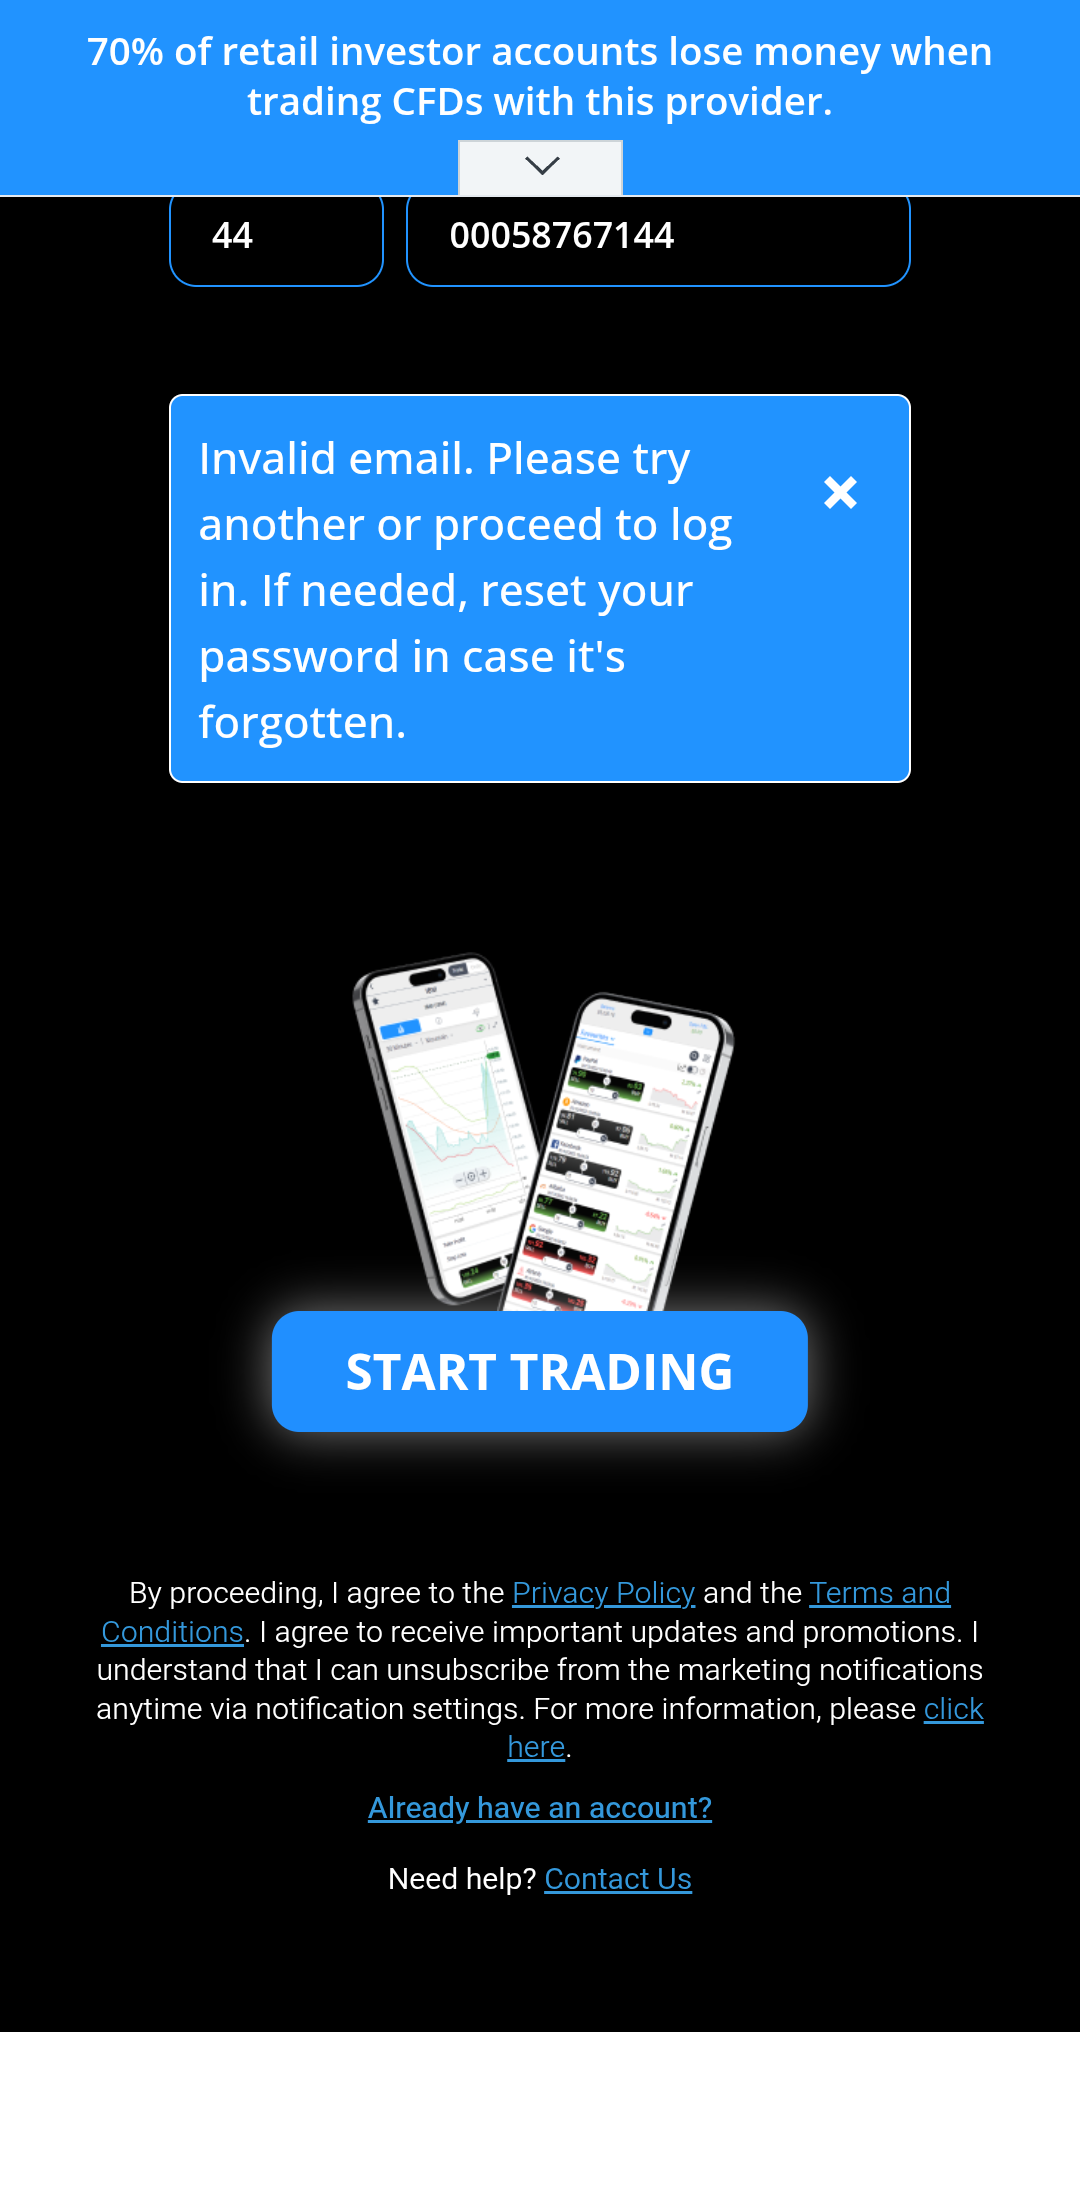 70% of retail investor accounts lose money when
trading CFDs with this provider.
44
00058767144
Invalid email. Please try
another or proceed to log
in. If needed, reset your
password in case it's
forgotten.
START TRADING
By proceeding, I agree to the Privacy Policy and the Terms and
Conditions. I agree to receive important updates and promotions. I
understand that I can unsubscribe from the marketing notifications
anytime via notification settings. For more information, please click
here.
Already have an account?
Need help? Contact Us